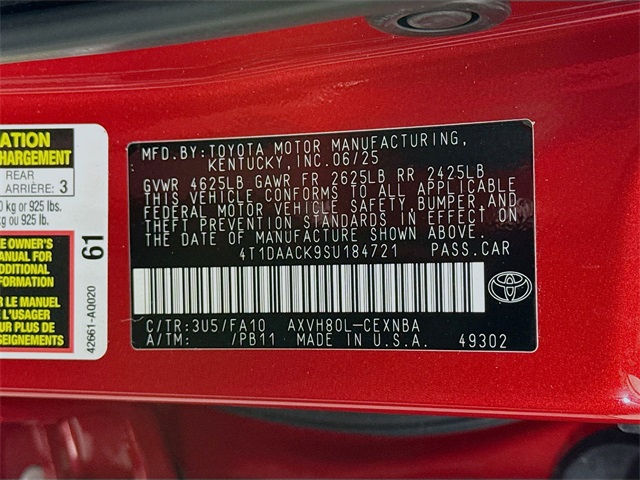 ATION
CHARGEMENT
REAR
ARRIÈRE: 3
0 kg or 925 lbs.
kg ou 925 lb.
E OWNER'S
ANUAL FOR
DDITIONAL
FORMATION
R LE MANUEL
E L'USAGER
UR PLUS DE
SEIGNEMENTS
61
42661-A0020
MFD.BY:TOYOTA MOTOR MANUFACTURING,
KENTUCKY, INC. 06/25
GVWR 4625LB GAWR FR 2625LB RR 2425LB
THIS VEHICLE CONFORMS TO ALL APPLICABLE
FEDERAL MOTOR VEHICLE SAFETY, BUMPER, AND
THEFT PREVENTION STANDARDS IN EFFECT ON
THE DATE OF MANUFACTURE SHOWN ABOVE.
4T1DAACK9SU184721 PASS.CAR
C/TR:3U5/FA10 AXVH80L-CEXNBA
A/TM: /PB11 MADE IN U.S.A. 49302